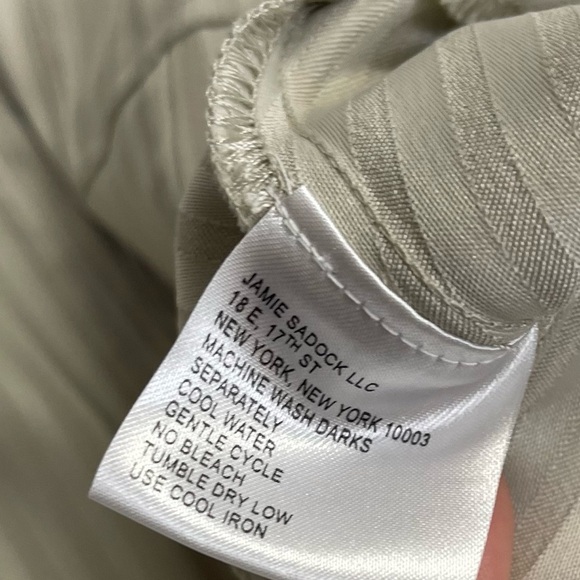 JAMIE SADOCK LLC
18 E, 17TH ST
NEW YORK, NEW YORK 10003
MACHINE WASH DARKS
SEPARATELY
COOL WATER
GENTLE CYCLE
NO BLEACH
TUMBLE DRY LOW
USE COOL IRON